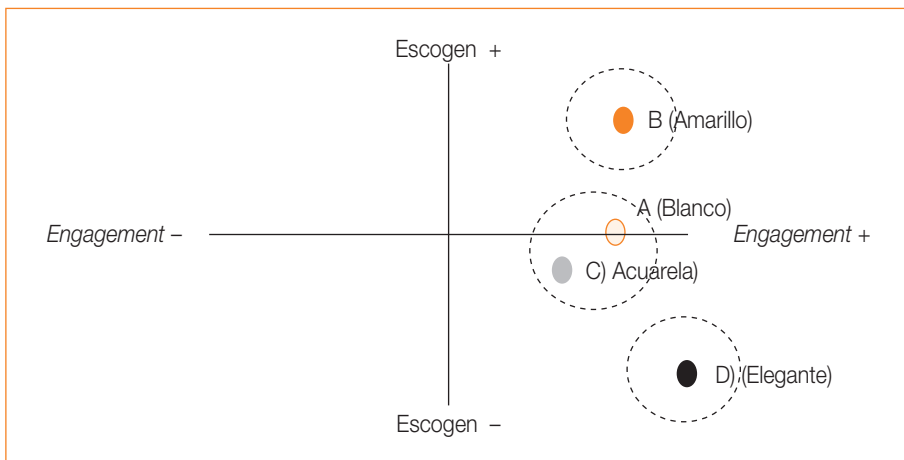 Escogen +
B (Amarillo)
A (Blanco)
Engagement –
Engagement +
C) Acuarela)
D) (Elegante)
Escogen –